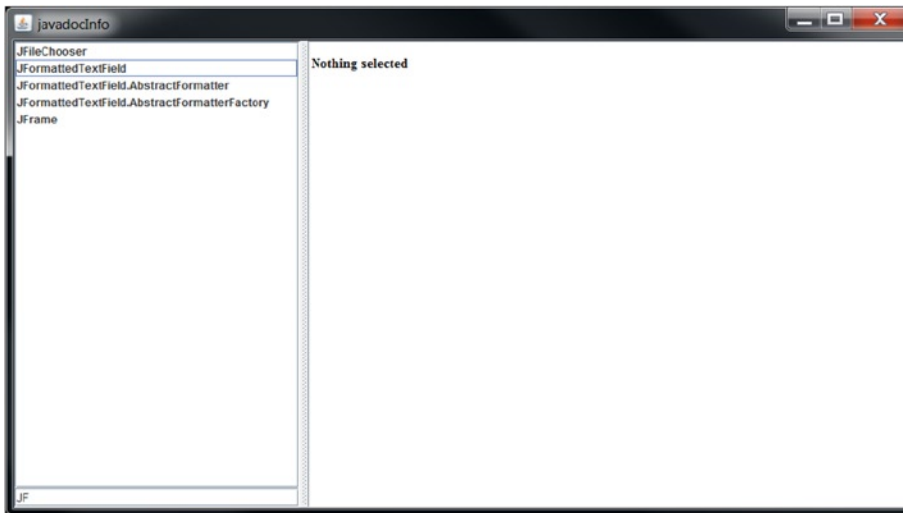 javadocInfo
JFileChooser
JFormattedTextField
JFormattedTextField.AbstractFormatter
JFormattedTextField.AbstractFormatterFactory
JFrame
JF
Nothing selected